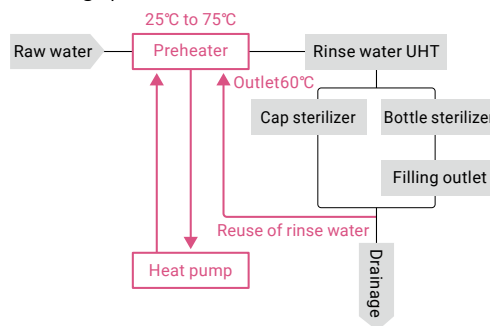 25℃ to 75℃
Raw water
Preheater
Rinse water UHT
Outlet60℃
Cap sterilizer
Bottle sterilizer
Filling outlet
Reuse of rinse water
Heat pump
Drainage